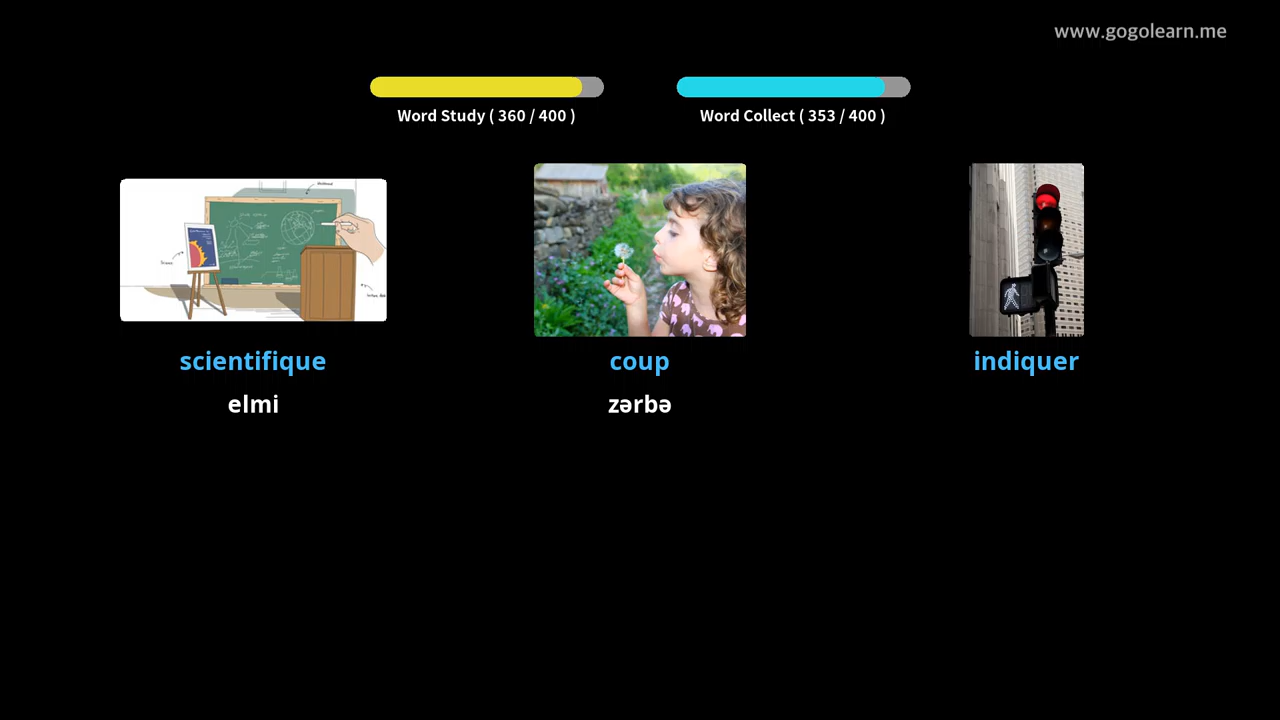 www.gogolearn.me
Word Study ( 360 / 400 )
Word Collect ( 353 / 400 )
scientifique
coup
indiquer
elmi
zərbə